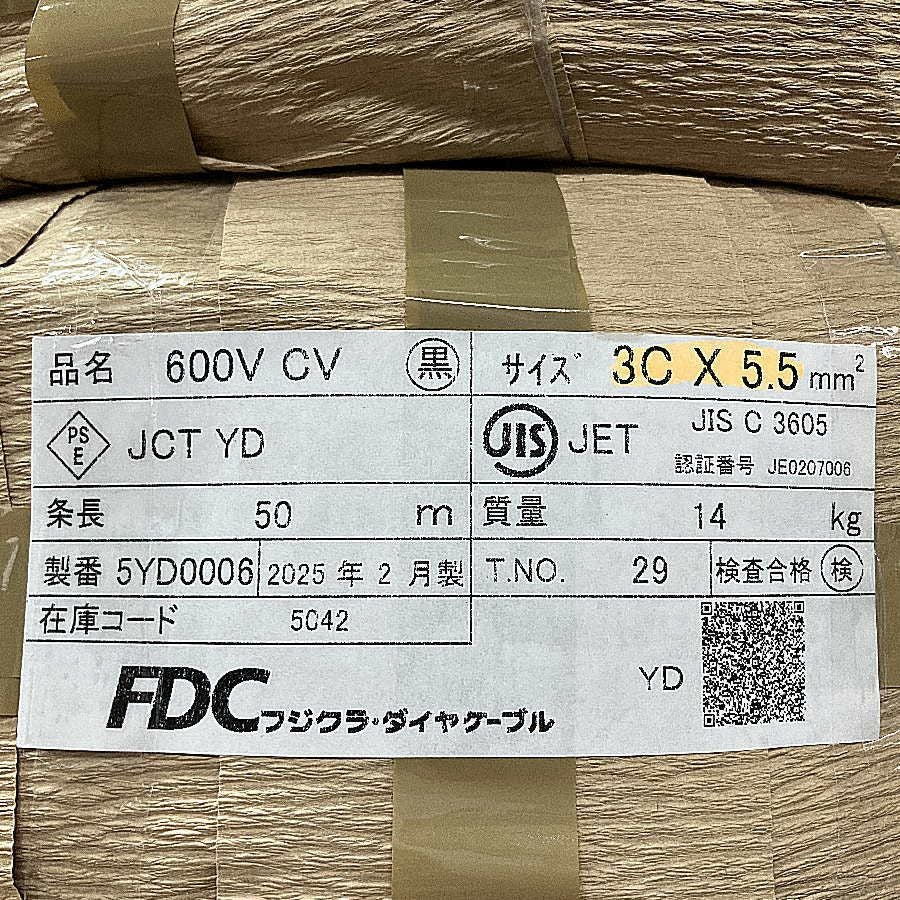 品名 600V CV 黒 サイズ 3C X 5.5 mm²
PS E JCT YD JIS JET JIS C 3605
認証番号 JE0207006
条長 50 m 質量 14 kg
製番 5YD0006 2025 年 2 月製 T.NO. 29 検査合格 検
在庫コード 5042
YD
FDC フジクラ・ダイヤケーブル